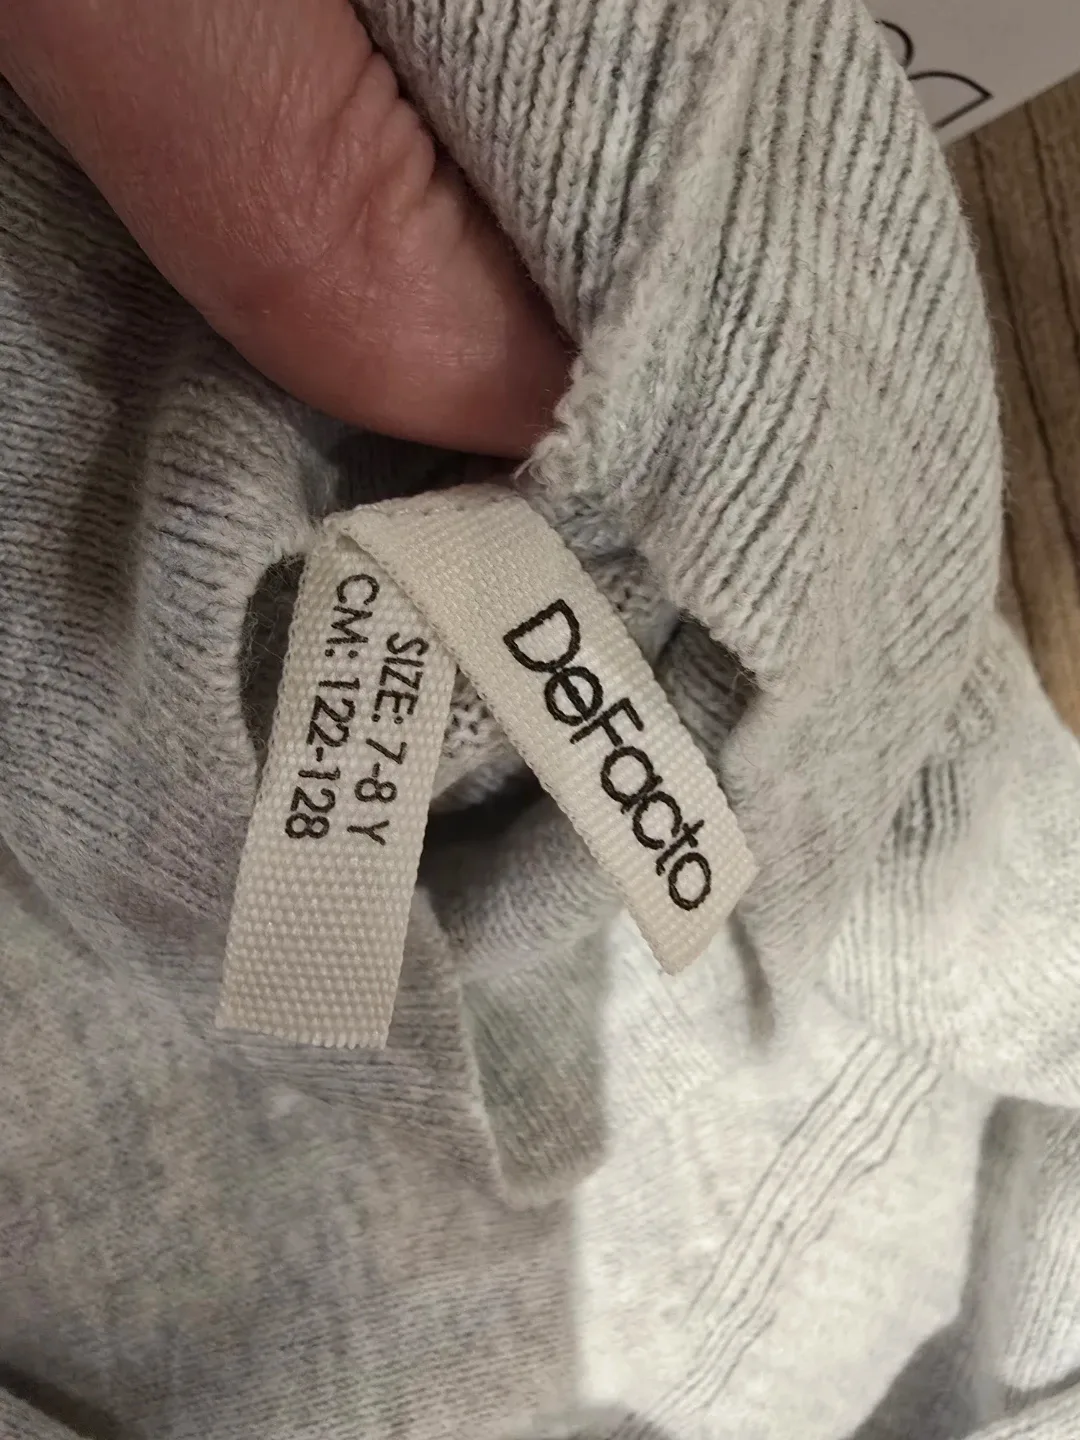 DeFacto
SIZE: 7-8 Y
CM: 122-128